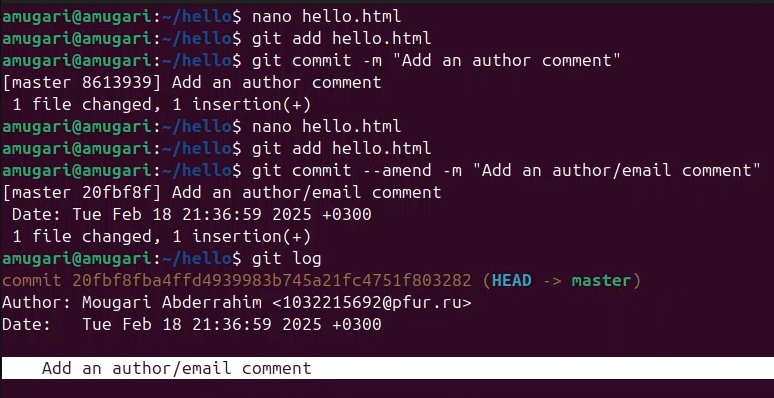 amugari@amugari:~/hello$ nano hello.html
amugari@amugari:~/hello$ git add hello.html
amugari@amugari:~/hello$ git commit -m "Add an author comment"
[master 8613939] Add an author comment
 1 file changed, 1 insertion(+)
amugari@amugari:~/hello$ nano hello.html
amugari@amugari:~/hello$ git add hello.html
amugari@amugari:~/hello$ git commit --amend -m "Add an author/email comment"
[master 20fbf8f] Add an author/email comment
 Date: Tue Feb 18 21:36:59 2025 +0300
 1 file changed, 1 insertion(+)
amugari@amugari:~/hello$ git log
commit 20fbf8fba4ffd4939983b745a21fc4751f803282 (HEAD -> master)
Author: Mougari Abderrahim <1032215692@pfur.ru>
Date:   Tue Feb 18 21:36:59 2025 +0300
    Add an author/email comment